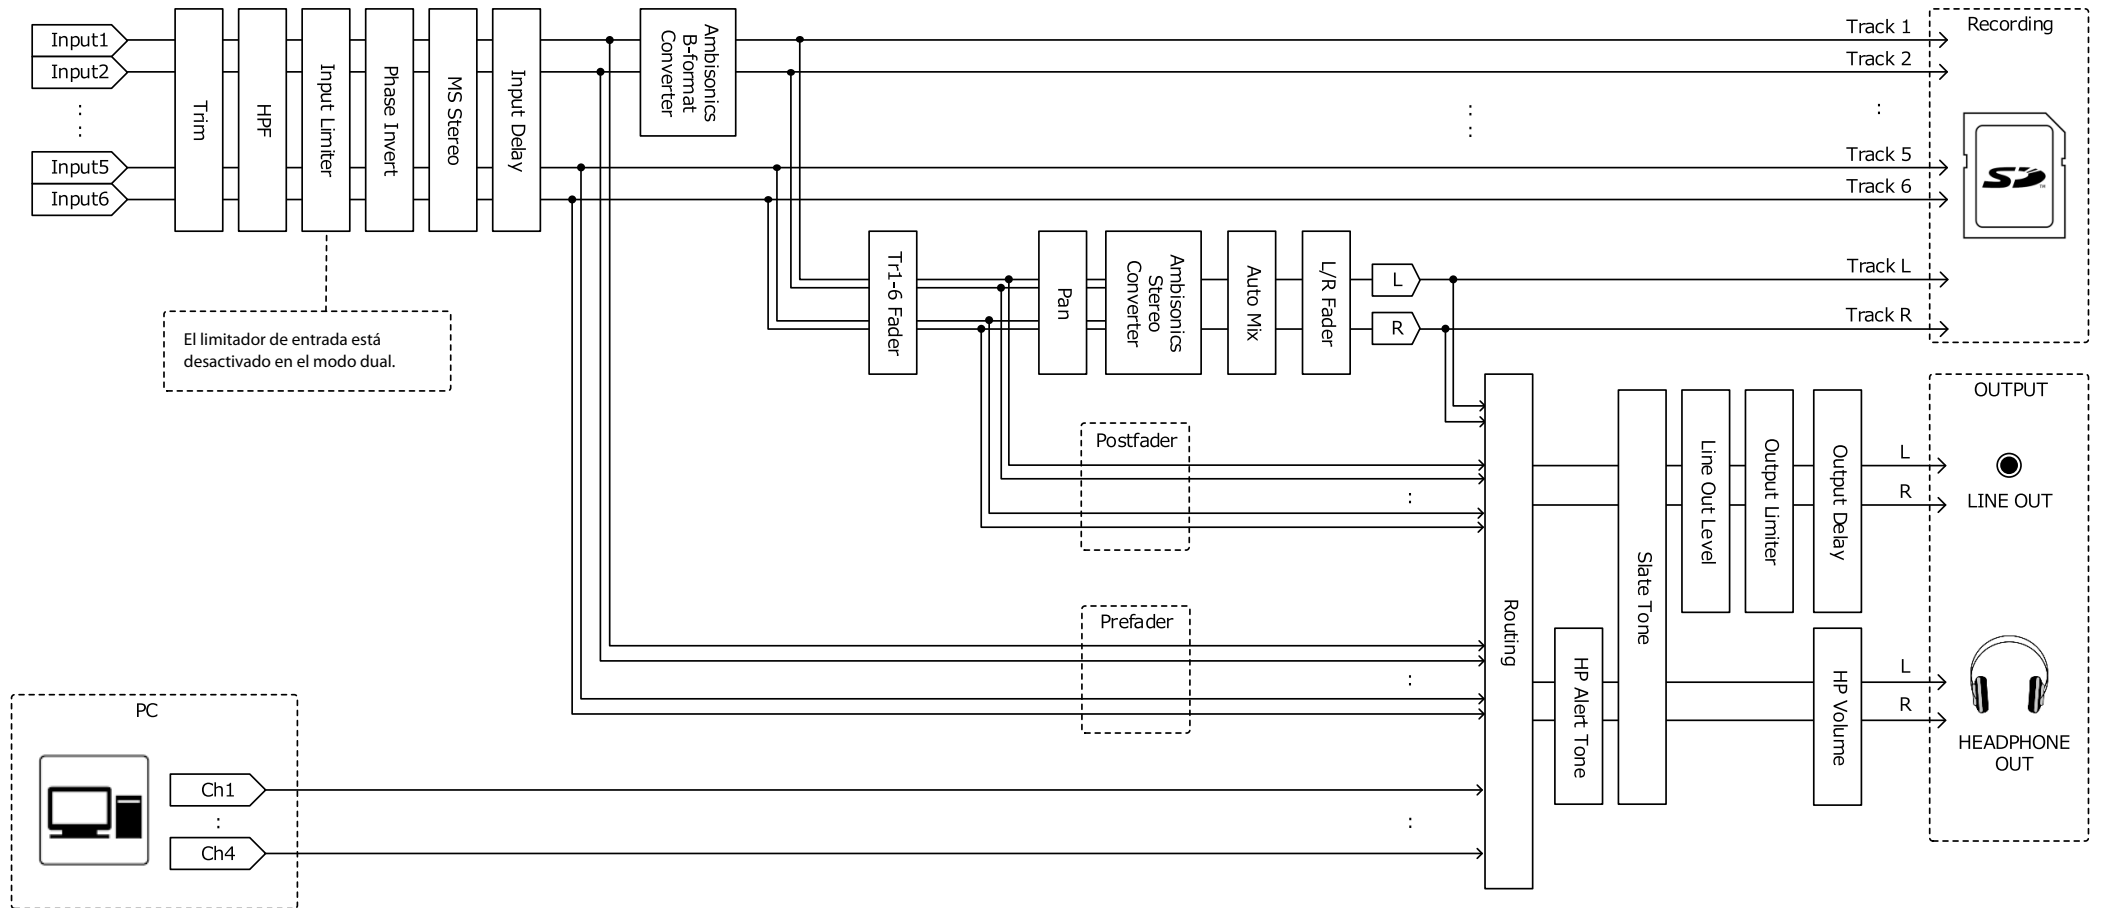 Input1
Input2
Input5
Input6
Trim
HPF
Input Limiter
Phase Invert
MS Stereo
Input Delay
Ambisonics
B-format
Converter
Track 1
Track 2
Track 5
Track 6
Track L
Track R
Recording
SD
TM
El limitador de entrada está
desactivado en el modo dual.
Tr1-6 Fader
Pan
Ambisonics
Stereo
Converter
Auto Mix
L/R Fader
L
R
Postfader
Prefader
Routing
HP Alert Tone
Slate Tone
Line Out Level
Output Limiter
Output Delay
HP Volume
L
R
L
R
OUTPUT
LINE OUT
HEADPHONE
OUT
PC
Ch1
:
Ch4